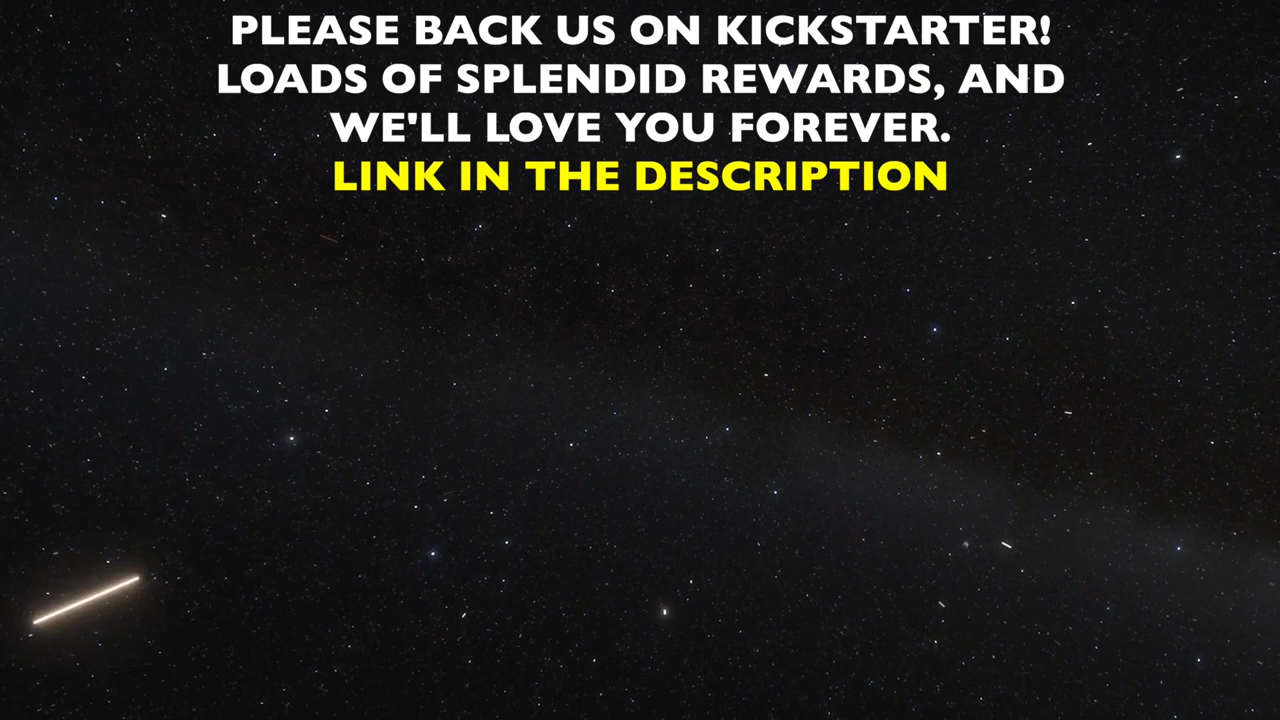 PLEASE BACK US ON KICKSTARTER!
LOADS OF SPLENDID REWARDS, AND
WE'LL LOVE YOU FOREVER.
LINK IN THE DESCRIPTION